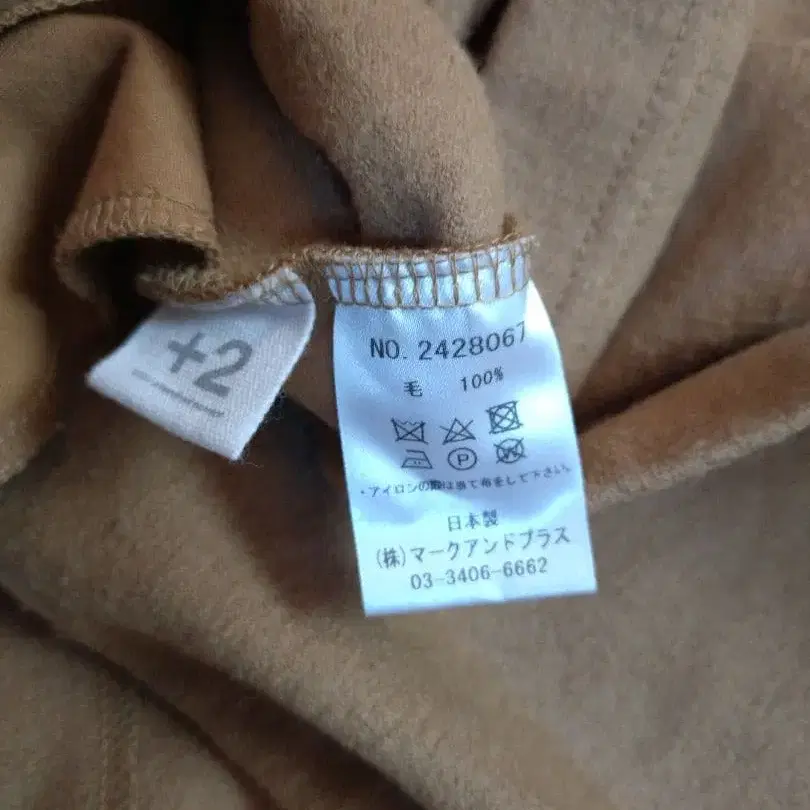 +2
NO. 2428067
毛 100%
P
W
・アイロンの際は当て布をして下さい。
日本製
(株)マークアンドプラス
03-3406-6662